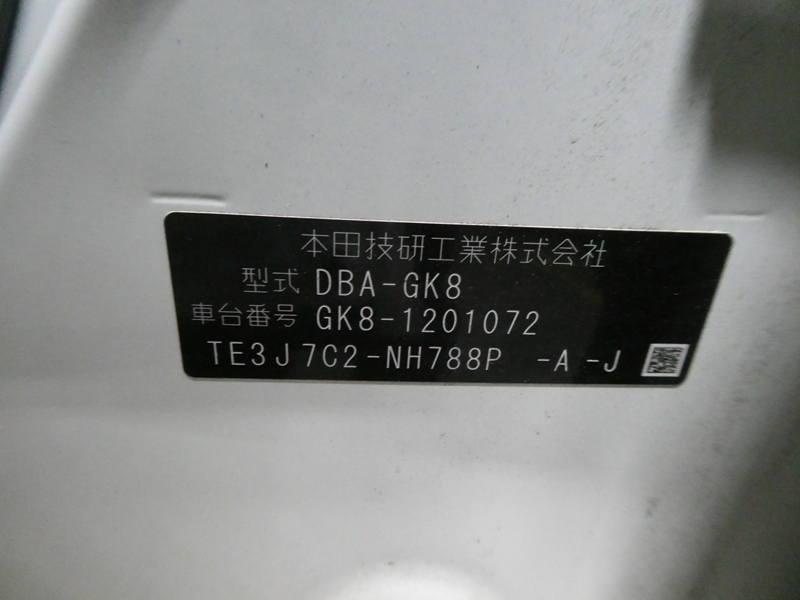 本田技研工業株式会社
型式 DBA-GK8
車台番号 GK8-1201072
TE3J7C2-NH788P -A -J